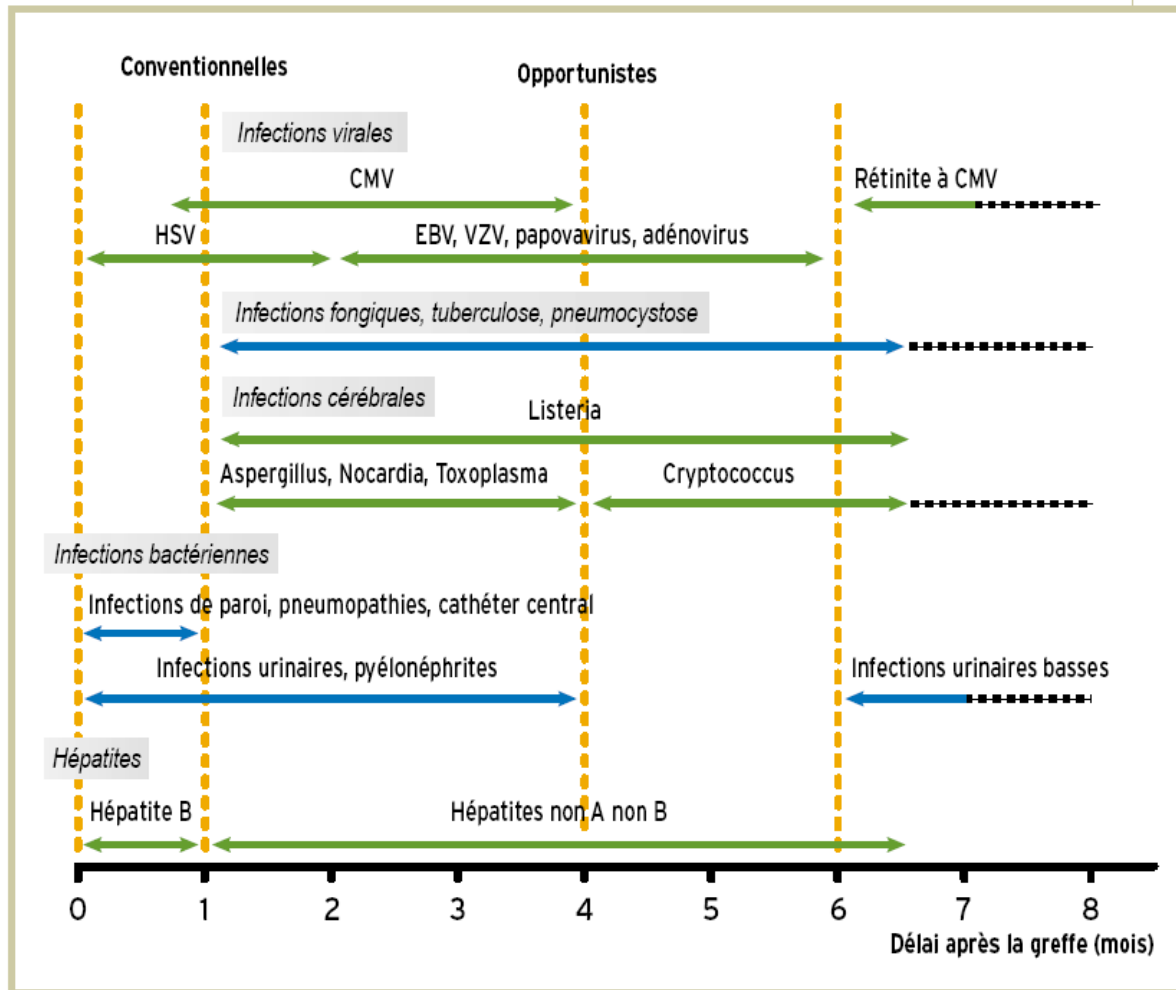 Conventionnelles
Opportunistes
Infections virales
CMV
Rétinite à CMV
HSV
EBV, VZV, papovavirus, adénovirus
Infections fongiques, tuberculose, pneumocystose
Infections cérébrales
Listeria
Aspergillus, Nocardia, Toxoplasma
Cryptococcus
Infections bactériennes
Infections de paroi, pneumopathies, cathéter central
Infections urinaires, pyélonéphrites
Infections urinaires basses
Hépatites
Hépatite B
Hépatites non A non B
0 1 2 3 4 5 6 7 8
Délai après la greffe (mois)